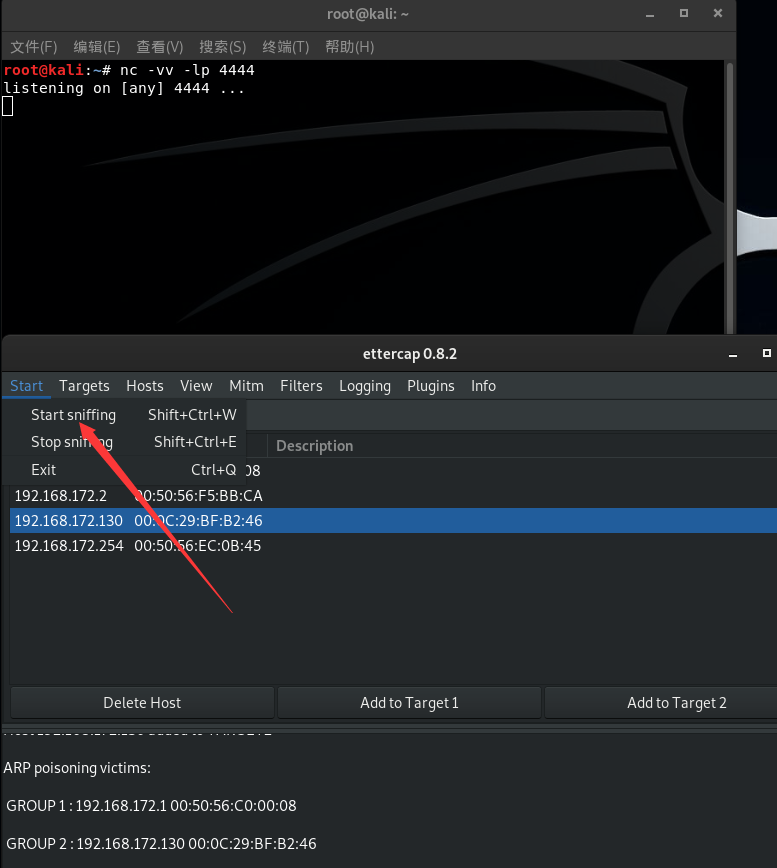 root@kali: ~
文件(F) 编辑(E) 查看(V) 搜索(S) 终端(T) 帮助(H)
root@kali:~# nc -vv -lp 4444
listening on [any] 4444 ...
ettercap 0.8.2
Start Targets Hosts View Mitm Filters Logging Plugins Info
Start sniffing Shift+Ctrl+W
Stop sniffing Shift+Ctrl+E
Description
Exit Ctrl+Q
08
192.168.172.2 00:50:56:F5:BB:CA
192.168.172.130 00:0C:29:BF:B2:46
192.168.172.254 00:50:56:EC:0B:45
Delete Host Add to Target 1 Add to Target 2
ARP poisoning victims:
GROUP 1 : 192.168.172.1 00:50:56:C0:00:08
GROUP 2 : 192.168.172.130 00:0C:29:BF:B2:46